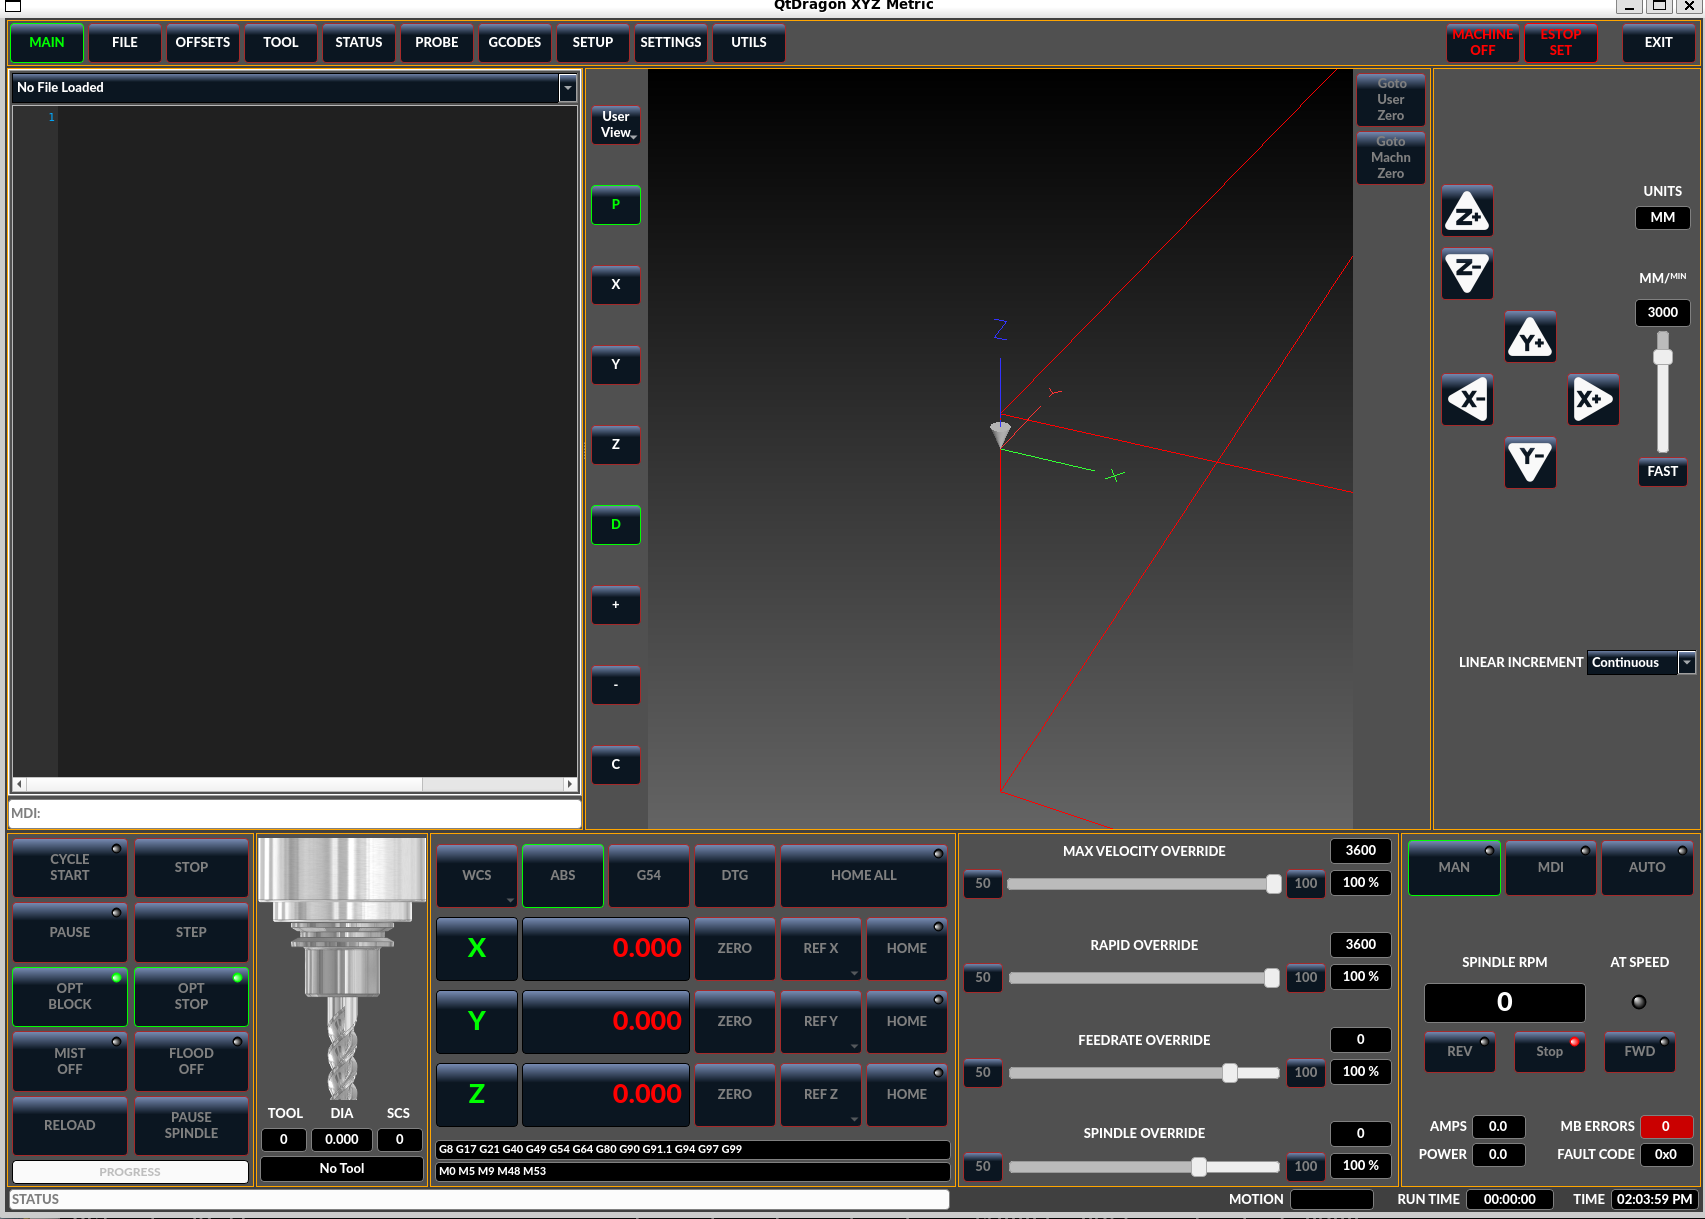 QtDragon XYZ Metric
MAIN FILE OFFSETS TOOL STATUS PROBE GCODES SETUP SETTINGS UTILS
MACHINE OFF
ESTOP SET
EXIT
No File Loaded
1
MDI:
User View
P
X
Y
Z
D
+
-
C
Z
Y
X
Goto User Zero
Goto Machn Zero
Z+
Z-
Y+
X-
X+
Y-
UNITS
MM
MM/MIN
3000
FAST
LINEAR INCREMENT Continuous
CYCLE START
STOP
PAUSE
STEP
OPT BLOCK
OPT STOP
MIST OFF
FLOOD OFF
RELOAD
PAUSE SPINDLE
PROGRESS
TOOL DIA SCS
0 0.000 0
No Tool
WCS ABS G54 DTG HOME ALL
X 0.000 ZERO REF X HOME
Y 0.000 ZERO REF Y HOME
Z 0.000 ZERO REF Z HOME
G8 G17 G21 G40 G49 G54 G64 G80 G90 G91.1 G94 G97 G99
M0 M5 M9 M48 M53
MAX VELOCITY OVERRIDE 3600
50 100 100 %
RAPID OVERRIDE 3600
50 100 100 %
FEEDRATE OVERRIDE 0
50 100 100 %
SPINDLE OVERRIDE 0
50 100 100 %
MAN MDI AUTO
SPINDLE RPM AT SPEED
0
REV Stop FWD
AMPS 0.0 MB ERRORS 0
POWER 0.0 FAULT CODE 0x0
STATUS
MOTION RUN TIME 00:00:00 TIME 02:03:59 PM